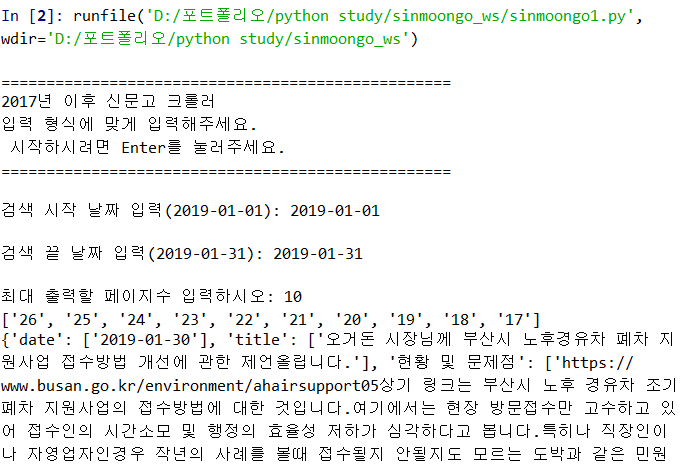 In [2]: runfile('D:/포트폴리오/python study/sinmoongo_ws/sinmoongo1.py',
wdir='D:/포트폴리오/python study/sinmoongo_ws')
==================================================
2017년 이후 신문고 크롤러
입력 형식에 맞게 입력해주세요.
시작하시려면 Enter를 눌러주세요.
==================================================
검색 시작 날짜 입력(2019-01-01): 2019-01-01
검색 끝 날짜 입력(2019-01-31): 2019-01-31
최대 출력할 페이지수 입력하시오: 10
['26', '25', '24', '23', '22', '21', '20', '19', '18', '17']
{'date': ['2019-01-30'], 'title': ['오거돈 시장님께 부산시 노후경유차 폐차 지
원사업 접수방법 개선에 관한 제언올립니다.'], '현황 및 문제점': ['https://
www.busan.go.kr/environment/ahairsupport05상기 링크는 부산시 노후 경유차 조기
폐차 지원사업의 접수방법에 대한 것입니다.여기에서는 현장 방문접수만 고수하고 있
어 접수인의 시간소모 및 행정의 효율성 저하가 심각하다고 봅니다.특히나 직장인이
나 자영업자인경우 작년의 사례를 볼때 접수될지 안될지도 모르는 도박과 같은 민원